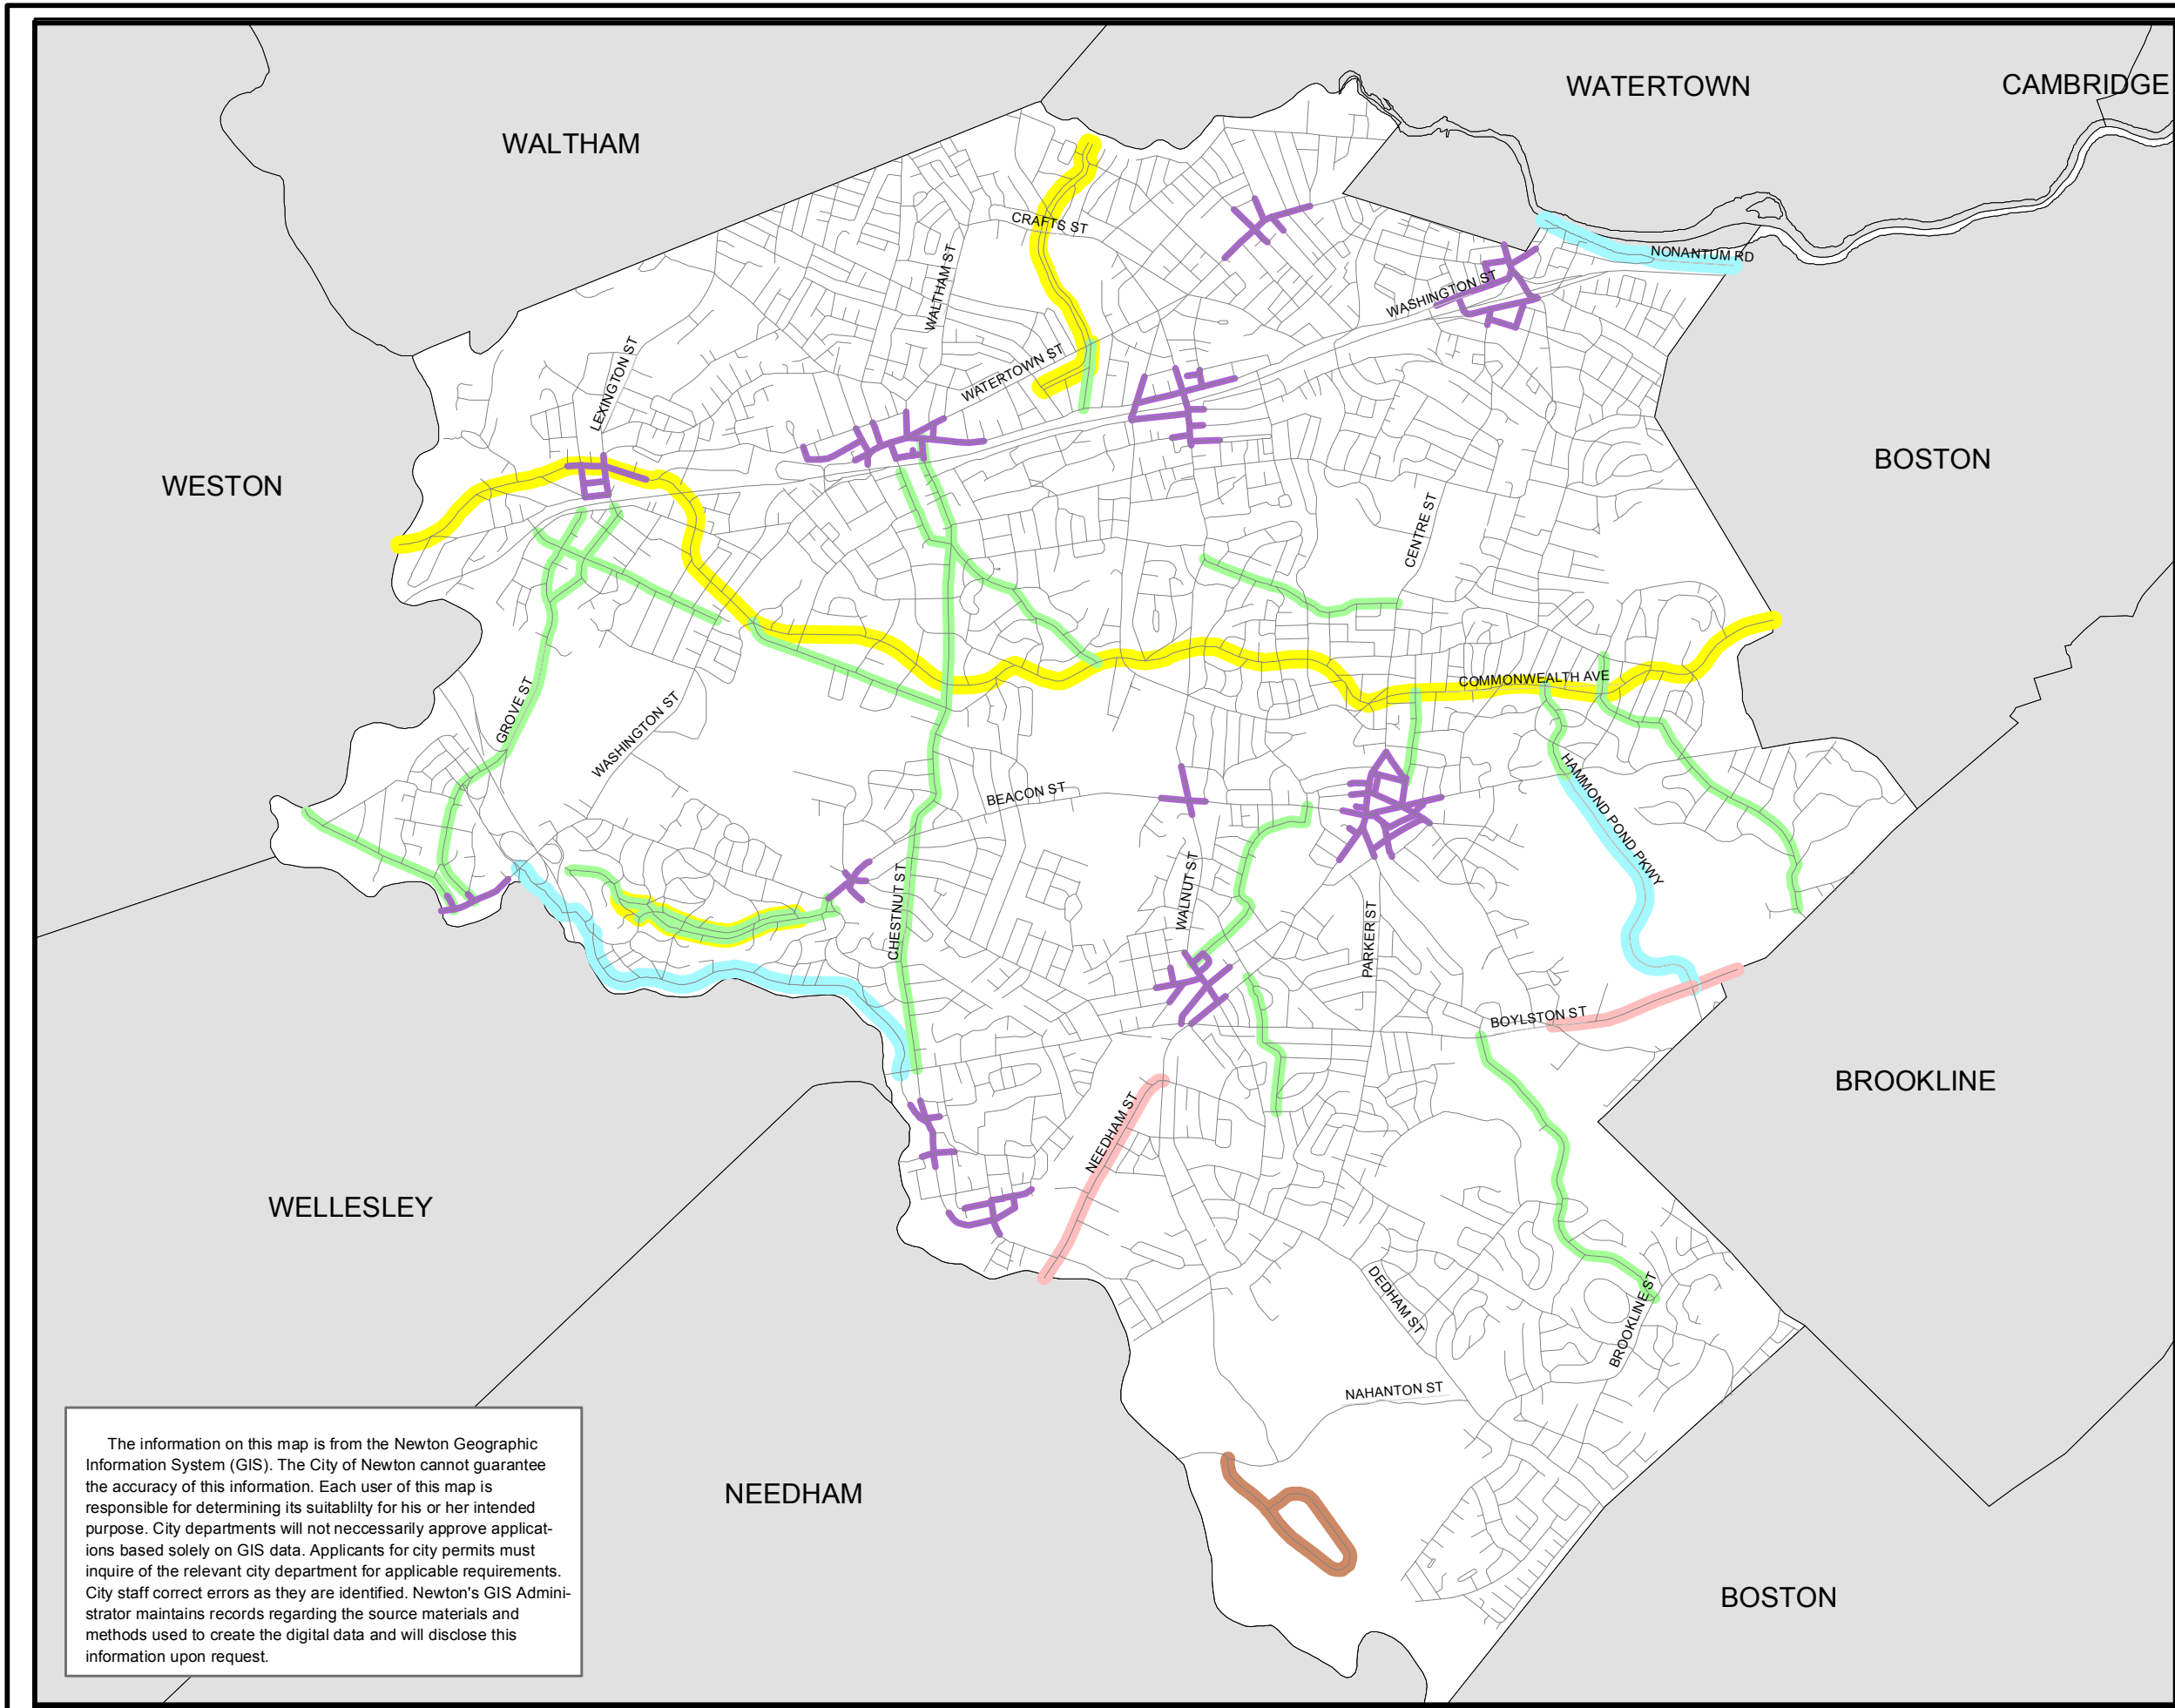 WATERTOWN
CAMBRIDGE
WALTHAM
CRAFTS ST
NONANTUM RD
WALTHAM ST
WASHINGTON ST
LEXINGTON ST
WATERTOWN ST
BOSTON
WESTON
CENTRE ST
COMMONWEALTH AVE
GROVE ST
WASHINGTON ST
BEACON ST
HAMMOND POND PKWY
CHESTNUT ST
WALNUT ST
PARKER ST
BOYLSTON ST
BROOKLINE
NEEDHAM ST
WELLESLEY
DEDHAM ST
BROOKLINE ST
NAHANTON ST
The information on this map is from the Newton Geographic
Information System (GIS). The City of Newton cannot guarantee
the accuracy of this information. Each user of this map is
responsible for determining its suitablilty for his or her intended
purpose. City departments will not neccessarily approve applicat-
ions based solely on GIS data. Applicants for city permits must
inquire of the relevant city department for applicable requirements.
City staff correct errors as they are identified. Newton's GIS Admini-
strator maintains records regarding the source materials and
methods used to create the digital data and will disclose this
information upon request.
NEEDHAM
BOSTON